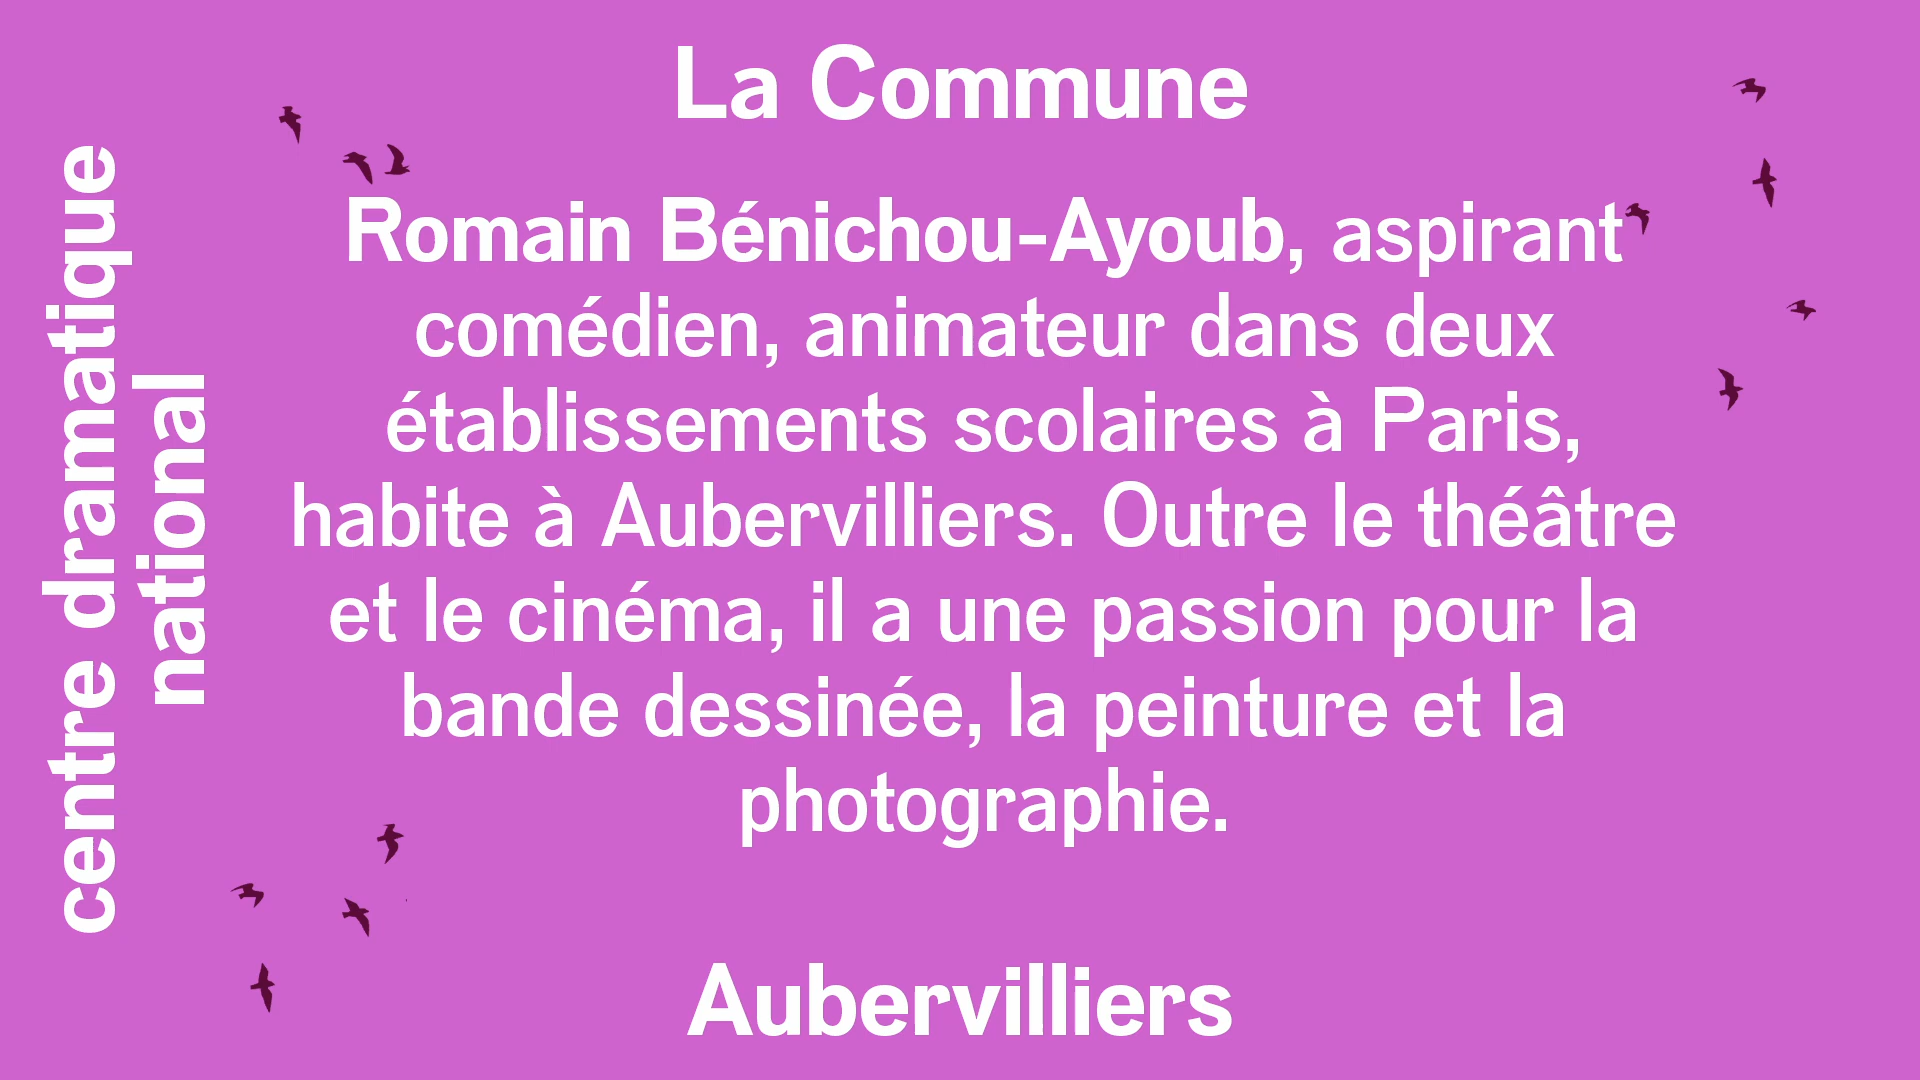 La Commune
centre dramatique
national
Romain Bénichou-Ayoub, aspirant
comédien, animateur dans deux
établissements scolaires à Paris,
habite à Aubervilliers. Outre le théâtre
et le cinéma, il a une passion pour la
bande dessinée, la peinture et la
photographie.
Aubervilliers